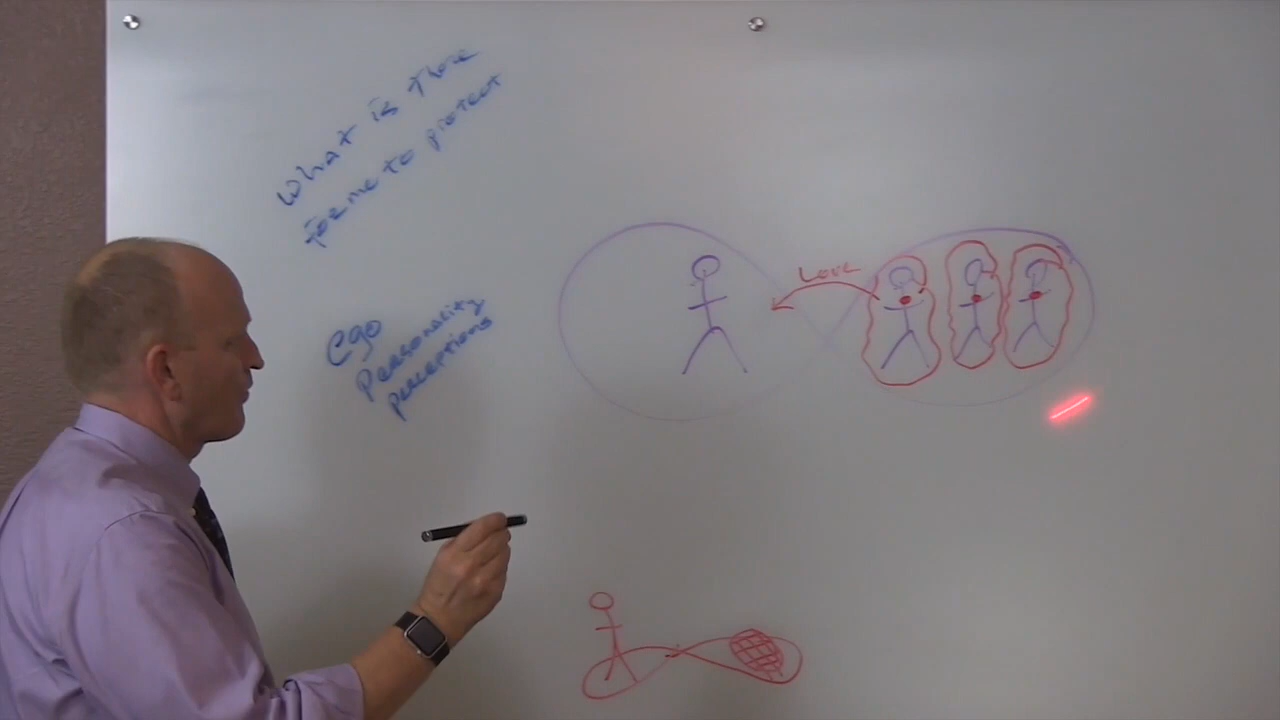 What is there
for me to protect
Ego
Personality
perceptions
Love